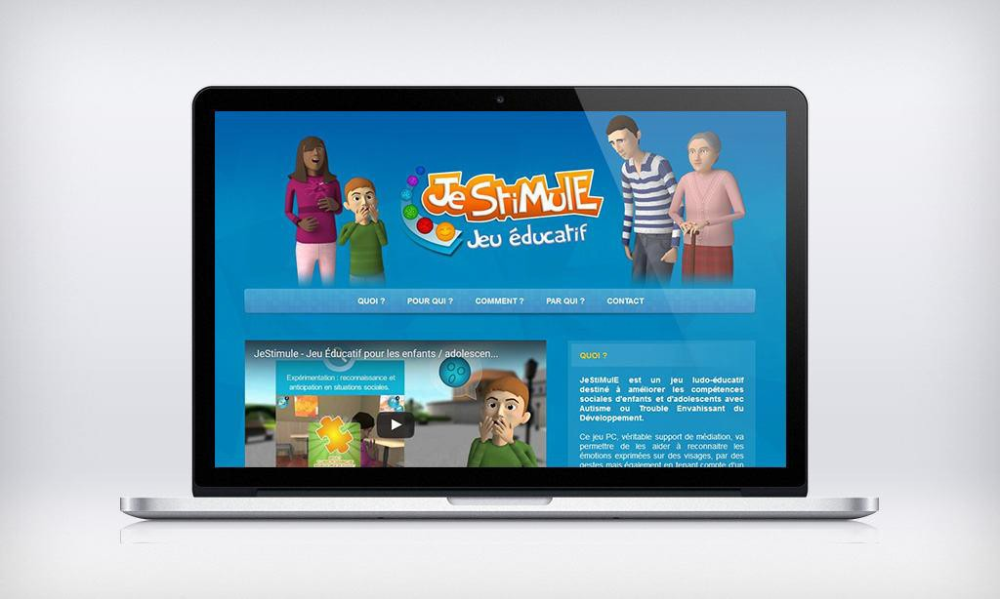 JeStiMulE
Jeu éducatif
QUOI ? POUR QUI ? COMMENT ? PAR QUI ? CONTACT
JeStimule - Jeu Éducatif pour les enfants / adolescen...
Expérimentation : reconnaissance et
anticipation en situations sociales.
QUOI ?
JeStiMulE est un jeu ludo-éducatif
destiné à améliorer les compétences
sociales d'enfants et d'adolescents avec
Autisme ou Trouble Envahissant du
Développement.
Ce jeu PC, véritable support de médiation, va
permettre de les aider à reconnaitre les
émotions exprimées sur des visages, par des
gestes mais également en tenant compte d'un